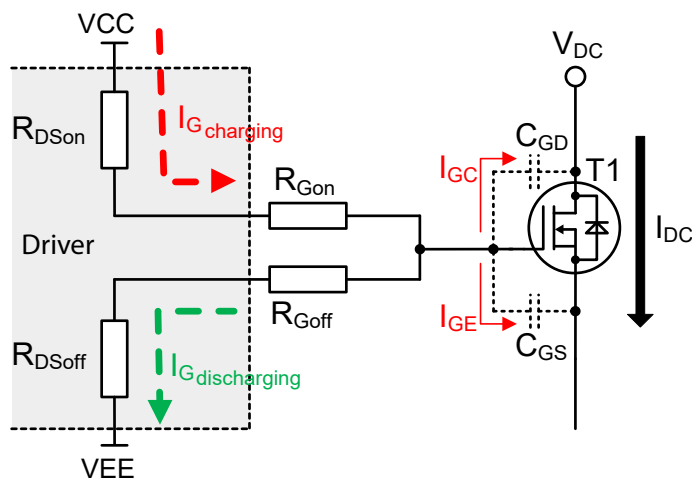 VCC
V_DC
R_DSon
I_G charging
C_GD
T1
I_GC
R_Gon
I_DC
Driver
R_Goff
I_GE
C_GS
R_DSoff
I_G discharging
VEE